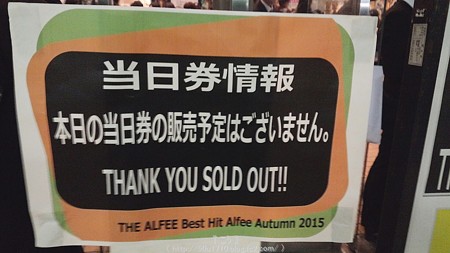 当日券情報
本日の当日券の販売予定はございません。
THANK YOU SOLD OUT!!
THE ALFEE Best Hit Alfee Autumn 2015